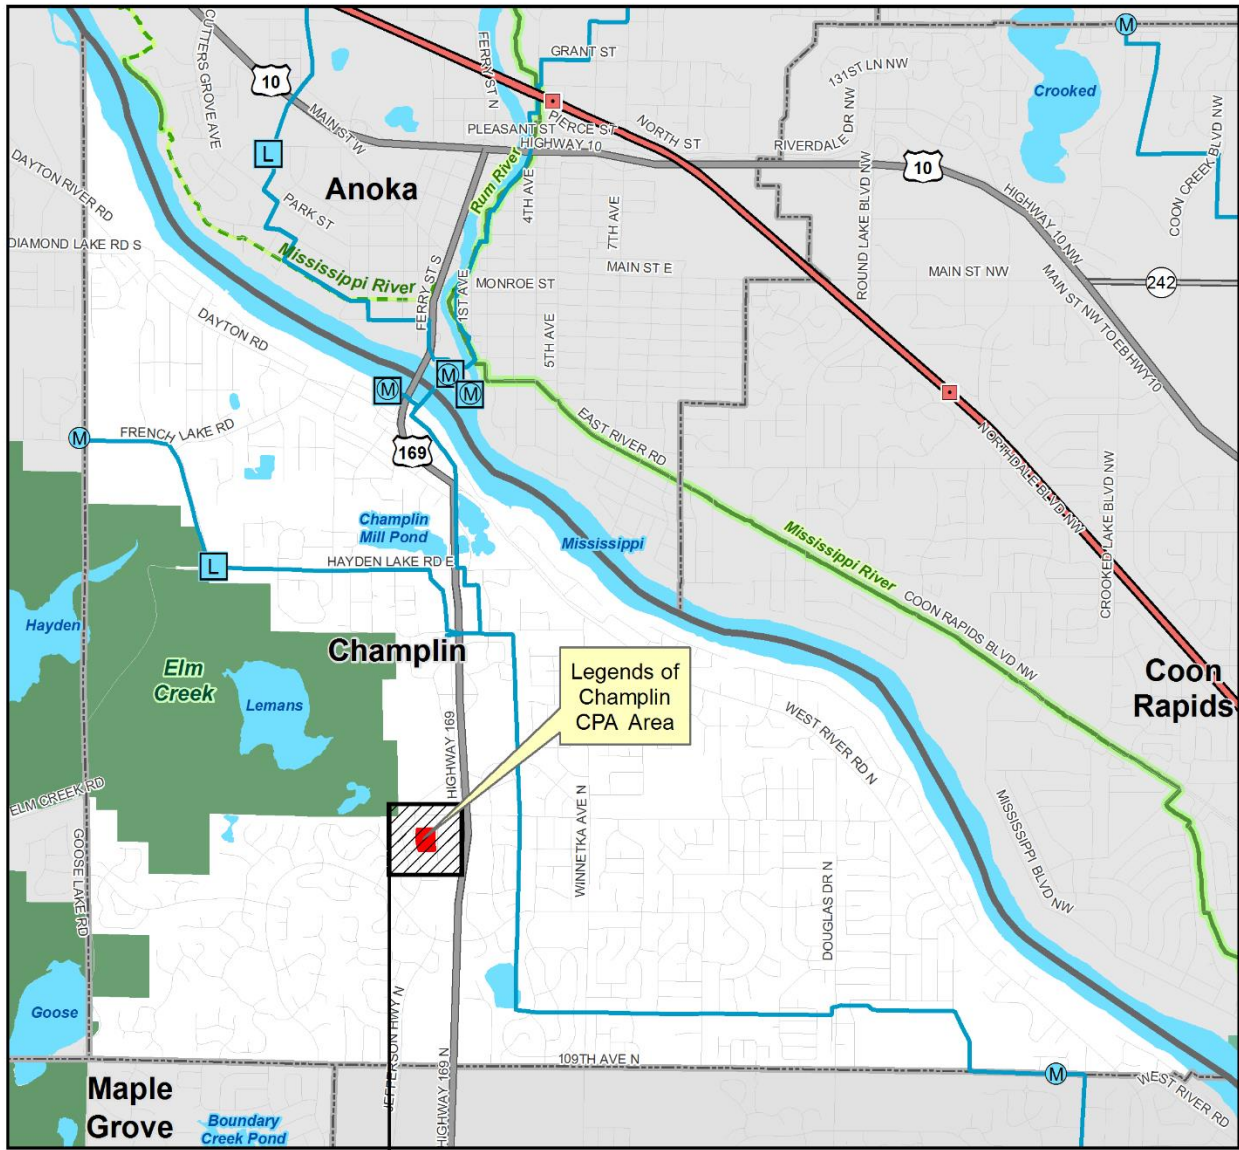 CUTTERS GROVE AVE
10
MAIN ST W
FERRY ST N
GRANT ST
PIERCE ST
NORTH ST
PLEASANT ST
HIGHWAY 10
131ST LN NW
RIVERDALE DR NW
Crooked
COON CREEK BLVD NW
10
L
Anoka
PARK ST
Rum River
4TH AVE
7TH AVE
ROUND LAKE BLVD NW
HIGHWAY 10 NW
DAYTON RIVER RD
DIAMOND LAKE RD S
Mississippi River
FERRY ST S
1ST AVE
MONROE ST
MAIN ST E
MAIN ST NW
242
MAIN ST NW TO EB HWY10
DAYTON RD
5TH AVE
M
M
M
M
M
FRENCH LAKE RD
169
EAST RIVER RD
NORTHDALE BLVD NW
CROOKED LAKE BLVD NW
Champlin
Mill Pond
Mississippi
Mississippi River
L
HAYDEN LAKE RD E
COON RAPIDS BLVD NW
Hayden
Champlin
Elm
Creek
Lemans
Legends of
Champlin
CPA Area
Coon
Rapids
HIGHWAY 169
WEST RIVER RD N
ELM CREEK RD
GOOSE LAKE RD
WINNETKA AVE N
DOUGLAS DR N
MISSISSIPPI BLVD NW
Goose
JEFFERSON HWY N
HIGHWAY 169 N
109TH AVE N
M
WEST RIVER RD
Maple
Grove
Boundary
Creek Pond